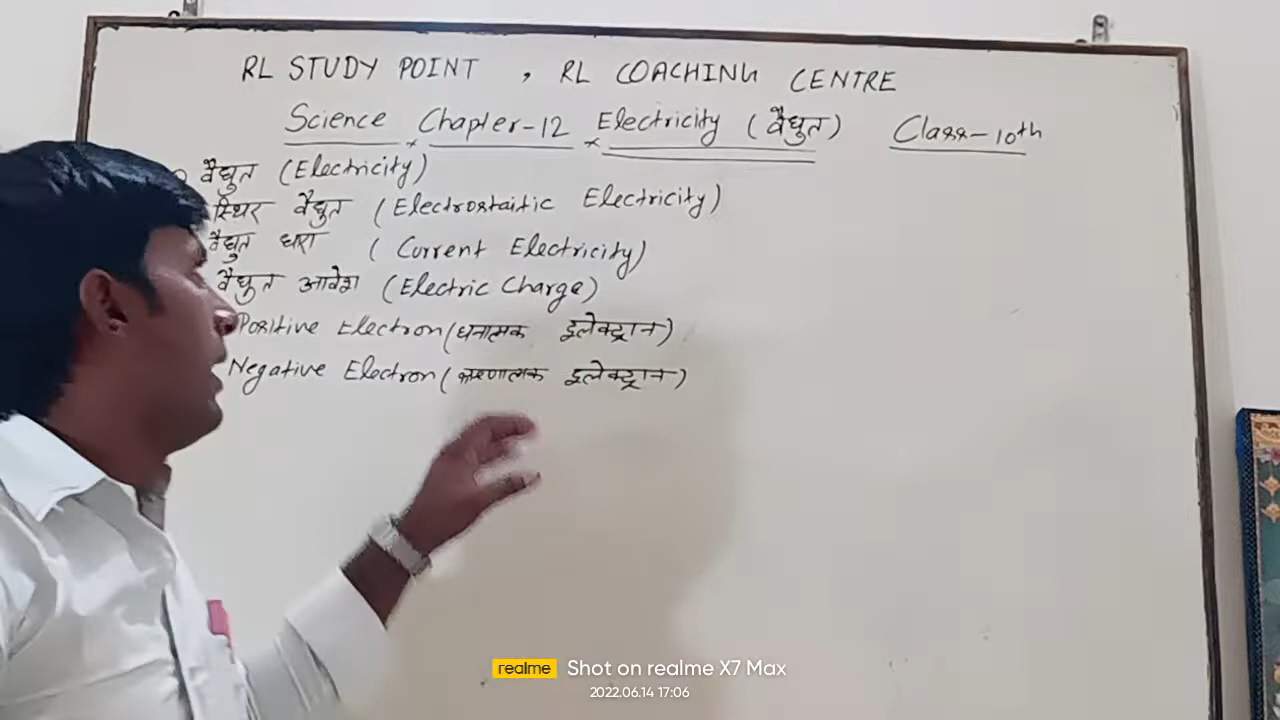 RL STUDY POINT , RL COACHING CENTRE
Science × Chapter-12 × Electricity (वैधुत) Class-10th
वैधुत (Electricity)
स्थिर वैधुत (Electrostaitic Electricity)
वैधुत धारा (Current Electricity)
वैधुत आवेश (Electric Charge)
Positive Electron (धनात्मक इलेक्ट्रान)
Negative Electron (ऋणात्मक इलेक्ट्रान)
realme Shot on realme X7 Max
2022.06.14 17:06